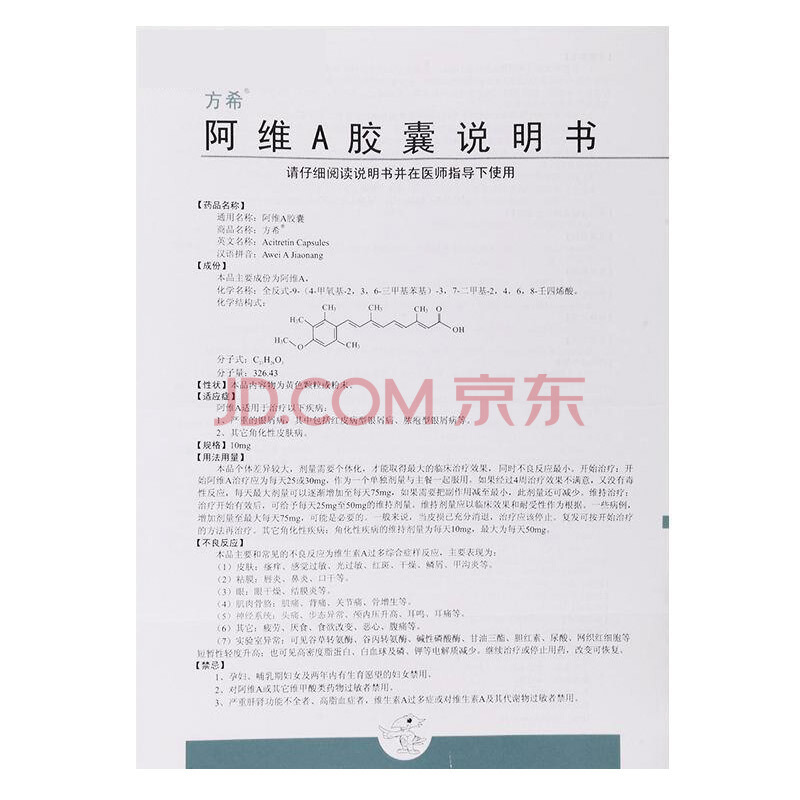 方希®
阿维A胶囊说明书
请仔细阅读说明书并在医师指导下使用
【药品名称】
通用名称：阿维A胶囊
商品名称：方希®
英文名称：Acitretin Capsules
汉语拼音：Awei A Jiaonang
【成份】
本品主要成份为阿维A。
化学名称：全反式-9-（4-甲氧基-2，3，6-三甲基苯基）-3，7-二甲基-2，4，6，8-壬四烯酸。
化学结构式：
CH₃ CH₃ CH₃ O
H₃C OH
H₃C O CH₃
分子式：C₂₁H₂₆O₃
分子量：326.43
【性状】本品内容物为黄色颗粒或粉末。
【适应症】
阿维A适用于治疗以下疾病：
1、严重的银屑病，其中包括红皮病型银屑病、脓疱型银屑病等。
2、其它角化性皮肤病。
JD.COM 京东
【规格】10mg
【用法用量】
本品个体差异较大，剂量需要个体化，才能取得最大的临床治疗效果，同时不良反应最小。开始治疗：开
始阿维A治疗应为每天25或30mg，作为一个单独剂量与主餐一起服用。如果经过4周治疗效果不满意，又没有毒
性反应，每天最大剂量可以逐渐增加至每天75mg，如果需要把副作用减至最小，此剂量还可减少。维持治疗：
治疗开始有效后，可给予每天25mg至50mg的维持剂量。维持剂量应以临床效果和耐受性作为根据。一些病例，
增加剂量至最大每天75mg，可能是必要的。一般来说，当皮损已充分消退，治疗应该停止。复发可按开始治疗
的方法再治疗。其它角化性疾病：角化性疾病的维持剂量为每天10mg，最大为每天50mg。
【不良反应】
本品主要和常见的不良反应为维生素A过多综合症样反应，主要表现为：
（1）皮肤：瘙痒、感觉过敏、光过敏、红斑、干燥、鳞屑、甲沟炎等。
（2）粘膜：唇炎、鼻炎、口干等。
（3）眼：眼干燥、结膜炎等。
（4）肌肉骨骼：肌痛、背痛、关节痛、骨增生等。
（5）神经系统：头痛、步态异常、颅内压升高、耳鸣、耳痛等。
（6）其它：疲劳、厌食、食欲改变、恶心、腹痛等。
（7）实验室异常：可见谷草转氨酶、谷丙转氨酶、碱性磷酸酶、甘油三酯、胆红素、尿酸、网织红细胞等
短暂性轻度升高；也可见高密度脂蛋白、白血球及磷、钾等电解质减少。继续治疗或停止用药，改变可恢复。
【禁忌】
1、孕妇、哺乳期妇女及两年内有生育愿望的妇女禁用。
2、对阿维A或其它维甲酸类药物过敏者禁用。
3、严重肝肾功能不全者、高脂血症者，维生素A过多症或对维生素A及其代谢物过敏者禁用。